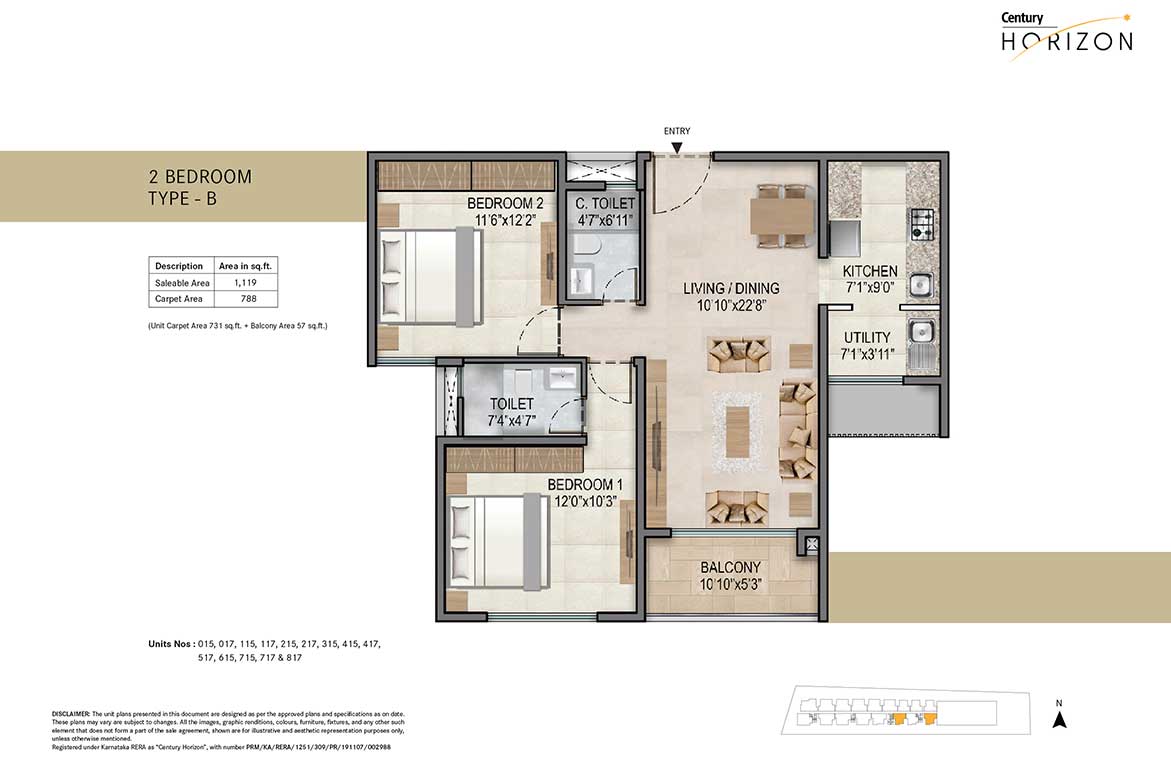 Century
HORIZON
ENTRY
2 BEDROOM
TYPE - B
BEDROOM 2
11'6"x12'2"
C. TOILET
4'7"x6'11"
Description Area in sq.ft.
Saleable Area 1,119
Carpet Area 788
(Unit Carpet Area 731 sq.ft. + Balcony Area 57 sq.ft.)
LIVING / DINING
10'10"x22'8"
KITCHEN
7'1"x9'0"
UTILITY
7'1"x3'11"
TOILET
7'4"x4'7"
BEDROOM 1
12'0"x10'3"
BALCONY
10'10"x5'3"
Units Nos : 015, 017, 115, 117, 215, 217, 315, 415, 417,
517, 615, 715, 717 & 817
DISCLAIMER: The unit plans presented in this document are designed as per the approved plans and specifications as on date.
These plans may vary are subject to changes. All the images, graphic renditions, colours, furniture, fixtures, and any other such
element that does not form a part of the sale agreement, shown are for illustrative and aesthetic representation purposes only,
unless otherwise mentioned.
Registered under Karnataka RERA as "Century Horizon", with number PRM/KA/RERA/1251/309/PR/191107/002988
N